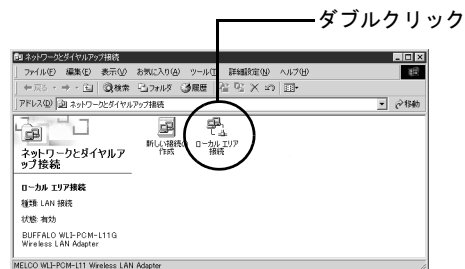 ダブルクリック
ネットワークとダイヤルアップ接続
ファイル(F) 編集(E) 表示(V) お気に入り(A) ツール(T) 詳細設定(N) ヘルプ(H)
戻る 検索 フォルダ 履歴
アドレス(D) ネットワークとダイヤルアップ接続 移動
ネットワークとダイヤルア
ップ接続
新しい接続の
作成
ローカル エリア
接続
ローカル エリア接続
種類: LAN 接続
状態: 有効
BUFFALO WLI-PCM-L11G
Wireless LAN Adapter
MELCO WLI-PCM-L11 Wireless LAN Adapter